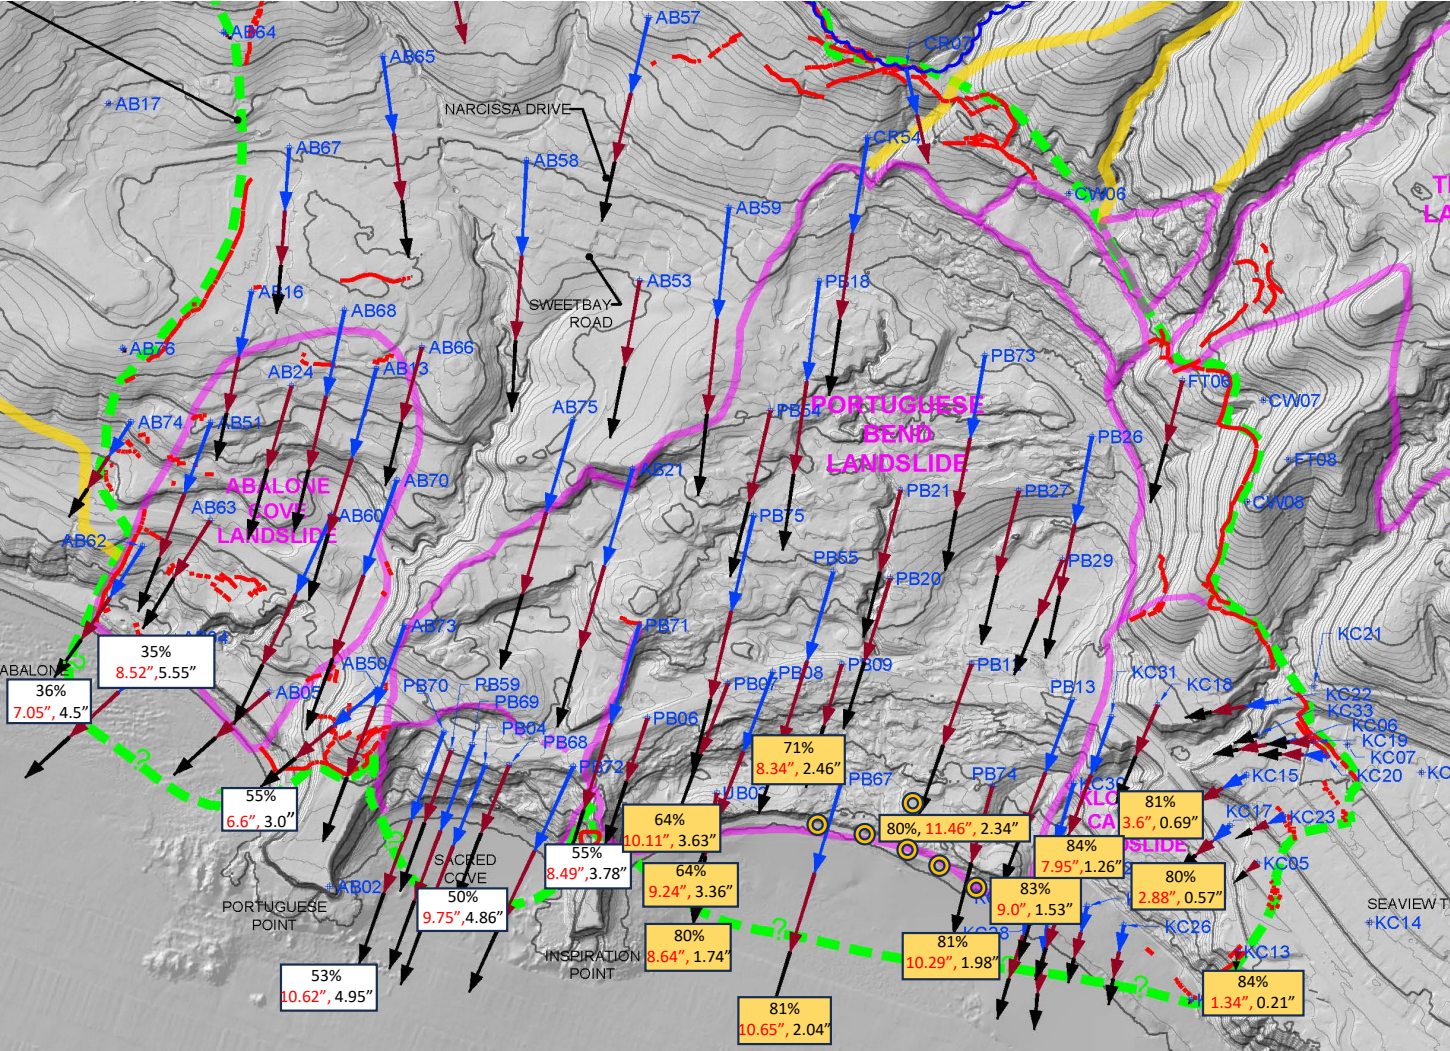 AB57
AB64
AB65
CR07
AB17
NARCISSA DRIVE
CR54
AB67
AB58
CW06
AB59
AB16
AB68
SWEETBAY
ROAD
AB53
PB18
AB76
AB66
AB24
AB13
PB73
FT06
CW07
AB74
AB51
AB75
PB54
PORTUGUESE
BEND
LANDSLIDE
PB26
FT08
ABALONE
COVE
LANDSLIDE
AB70
AB21
PB21
PB27
CW08
AB63
AB60
PB75
AB62
PB55
PB20
PB29
AB73
PB71
KC21
35%
8.52”,5.55”
ABALONE
36%
7.05”, 4.5”
AB50
AB05
PB70
PB59
PB69
PB04
PB68
PB07
PB08
PB09
PB13
KC31
KC18
KC22
KC33
KC06
KC19
KC07
KC20
PB06
PB72
71%
8.34”, 2.46”
PB67
PB74
KC15
55%
6.6”, 3.0”
64%
10.11”, 3.63”
80%, 11.46”, 2.34”
81%
3.6”, 0.69”
KC17
KC23
SACRED
COVE
55%
8.49”,3.78”
84%
7.95”,1.26”
KC05
AB02
PORTUGUESE
POINT
50%
9.75”,4.86”
64%
9.24”, 3.36”
83%
9.0”, 1.53”
80%
2.88”, 0.57”
KC14
KC26
80%
8.64”, 1.74”
81%
10.29”, 1.98”
KC13
INSPIRATION
POINT
53%
10.62”, 4.95”
84%
1.34”, 0.21”
81%
10.65”, 2.04”